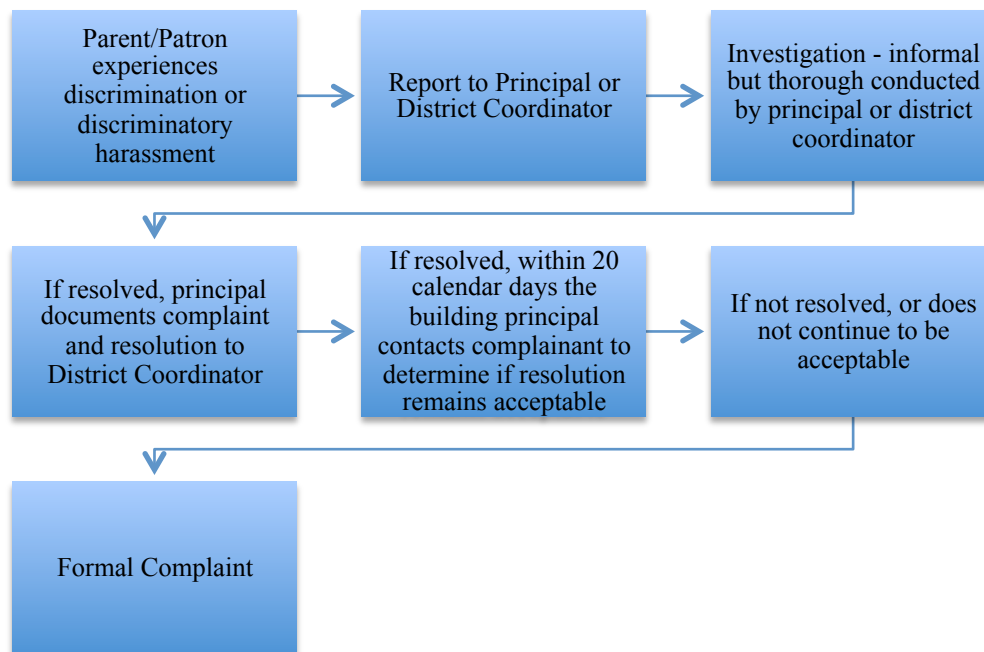 Parent/Patron
experiences
discrimination or
discriminatory
harassment
Report to Principal or
District Coordinator
Investigation - informal
but thorough conducted
by principal or district
coordinator
If resolved, principal
documents complaint
and resolution to
District Coordinator
If resolved, within 20
calendar days the
building principal
contacts complainant to
determine if resolution
remains acceptable
If not resolved, or does
not continue to be
acceptable
Formal Complaint